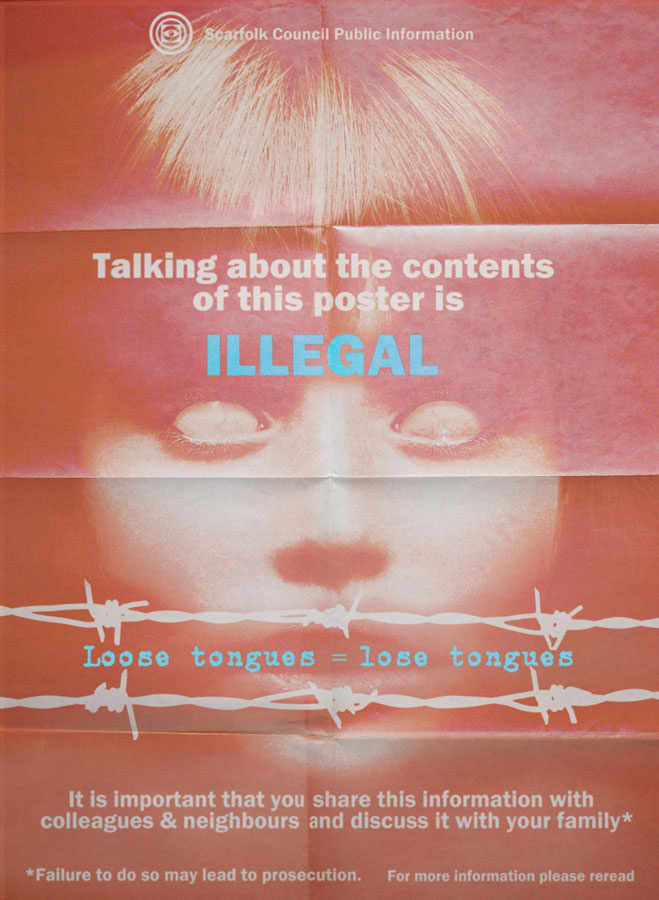 Scarfolk Council Public Information
Talking about the contents
of this poster is
ILLEGAL
Loose tongues = lose tongues
It is important that you share this information with
colleagues & neighbours and discuss it with your family*
*Failure to do so may lead to prosecution. For more information please reread